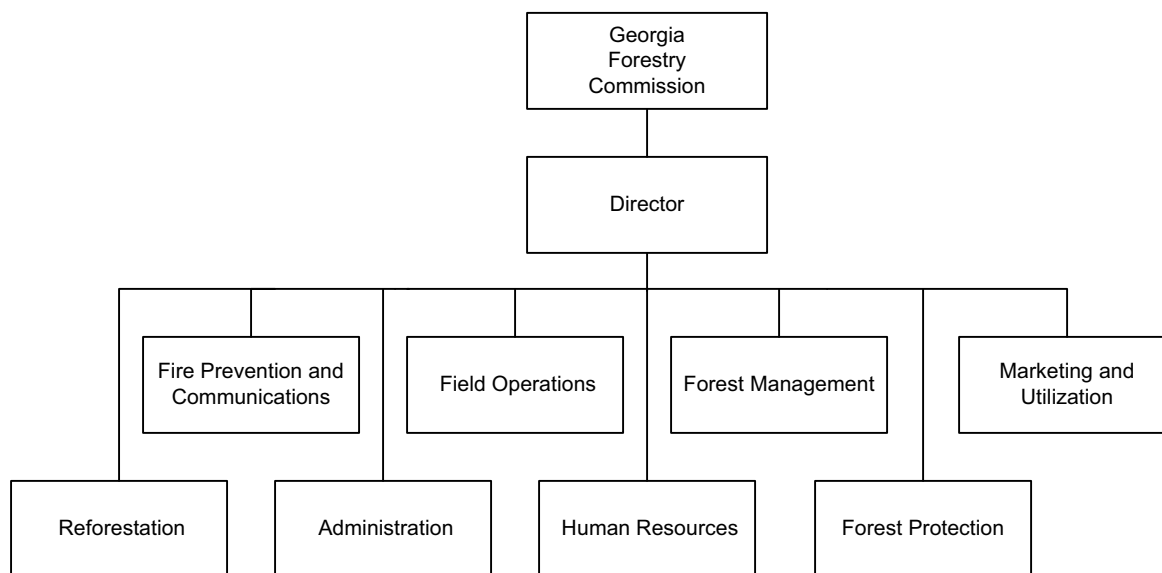 Georgia
Forestry
Commission
Director
Fire Prevention and
Communications
Field Operations
Forest Management
Marketing and
Utilization
Reforestation
Administration
Human Resources
Forest Protection